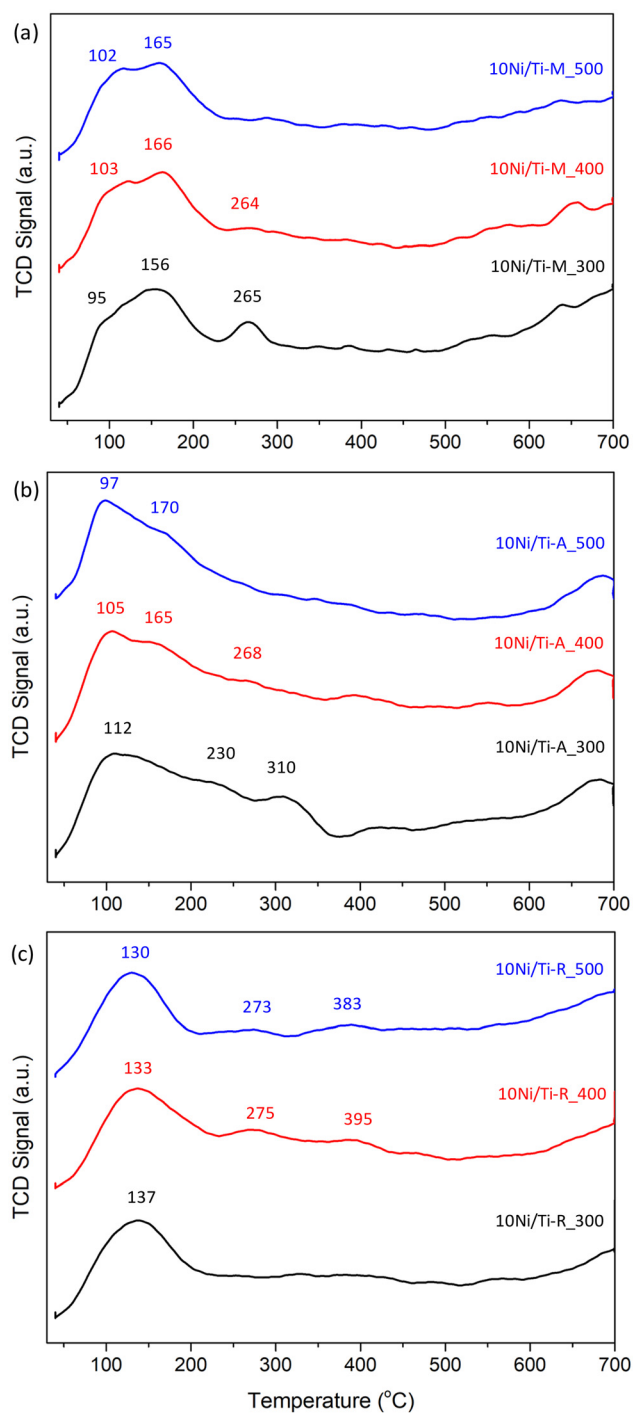 (a)
102 165
10Ni/Ti-M_500
103 166
264
10Ni/Ti-M_400
95 156
265
10Ni/Ti-M_300
TCD Signal (a.u.)
100 200 300 400 500 600 700
(b)
97
170
10Ni/Ti-A_500
105 165
268
10Ni/Ti-A_400
112
230 310
10Ni/Ti-A_300
TCD Signal (a.u.)
100 200 300 400 500 600 700
(c)
130
273 383
10Ni/Ti-R_500
133
275 395
10Ni/Ti-R_400
137
10Ni/Ti-R_300
TCD Signal (a.u.)
100 200 300 400 500 600 700
Temperature (°C)